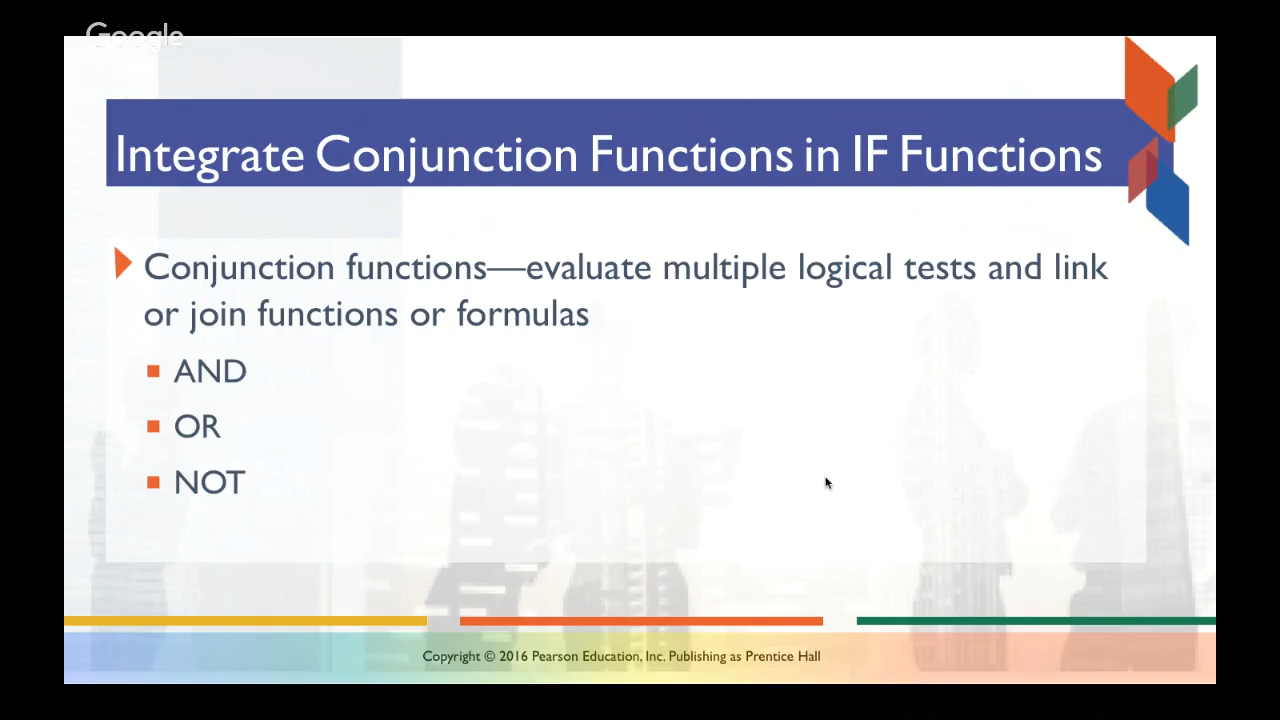 Google
Integrate Conjunction Functions in IF Functions
Conjunction functions—evaluate multiple logical tests and link
or join functions or formulas
AND
OR
NOT
Copyright © 2016 Pearson Education, Inc. Publishing as Prentice Hall